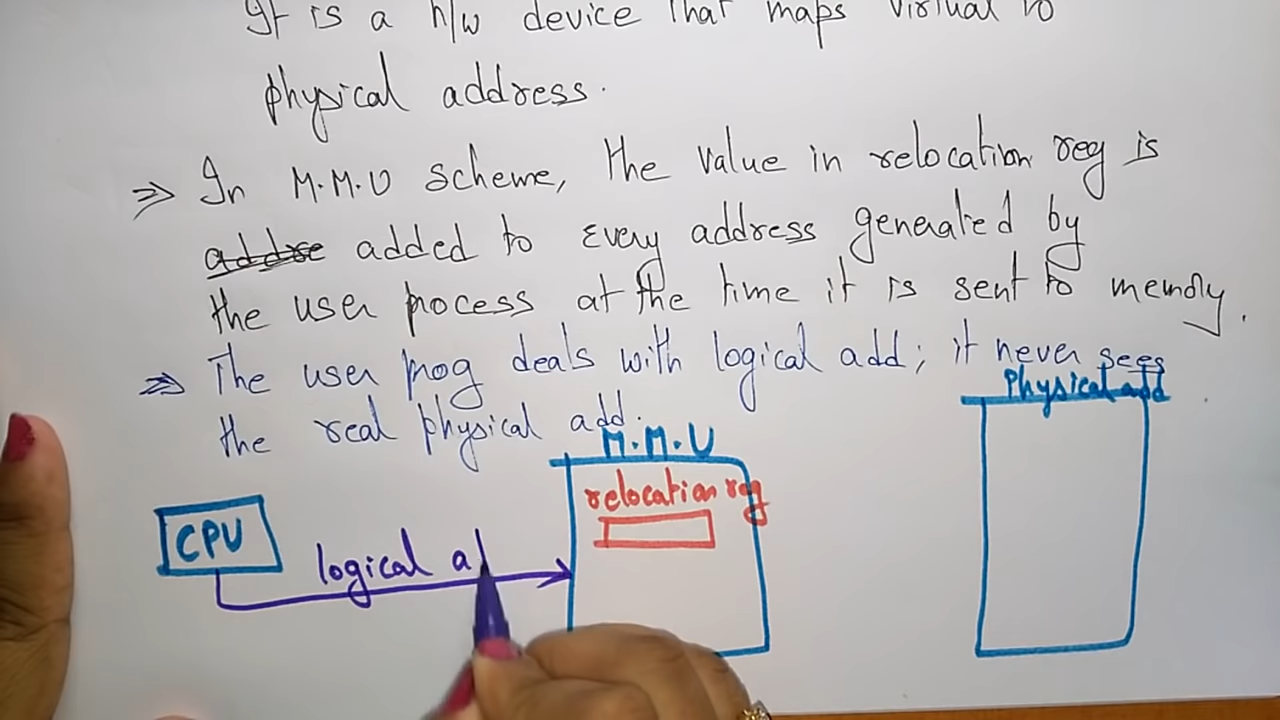 It is a h/w device that maps virtual to
physical address.
⇒ In M.M.U scheme, the value in relocation reg is
addre added to every address generated by
the user process at the time it is sent to memory.
⇒ The user prog deals with logical add; it never sees
the real physical add.
Physical add
M.M.U
relocation reg
CPU
logical a